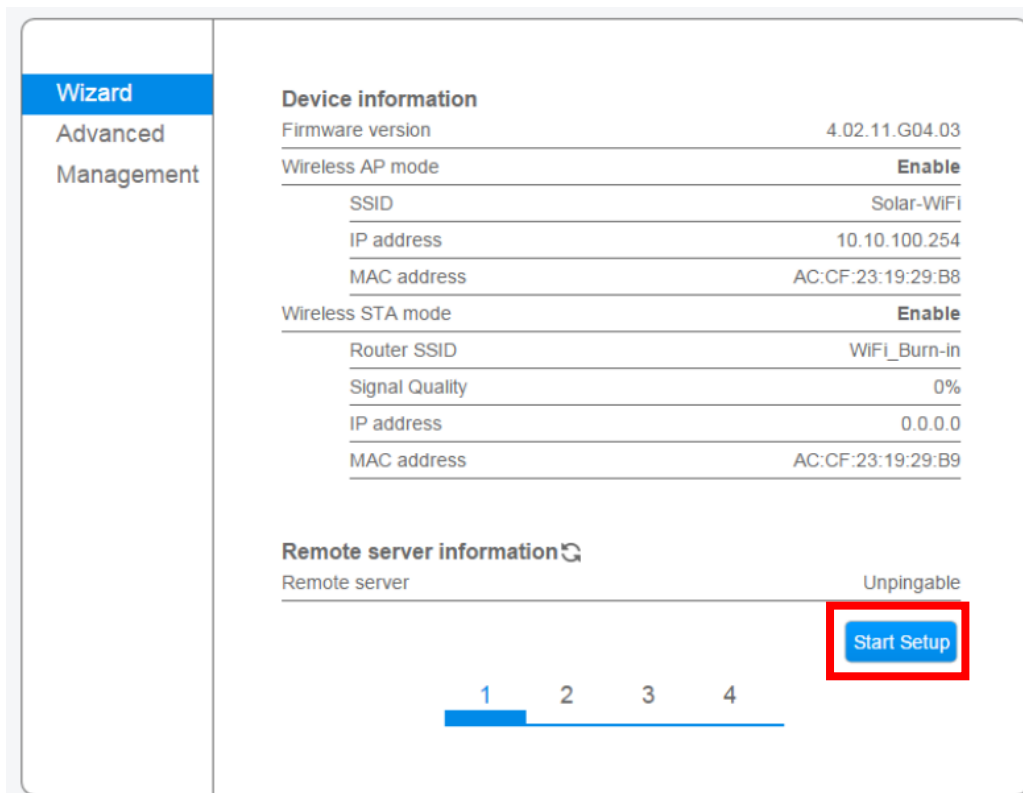 Wizard
Advanced
Management
Device information
Firmware version 4.02.11.G04.03
Wireless AP mode Enable
SSID Solar-WiFi
IP address 10.10.100.254
MAC address AC:CF:23:19:29:B8
Wireless STA mode Enable
Router SSID WiFi_Burn-in
Signal Quality 0%
IP address 0.0.0.0
MAC address AC:CF:23:19:29:B9
Remote server information
Remote server Unpingable
Start Setup
1 2 3 4